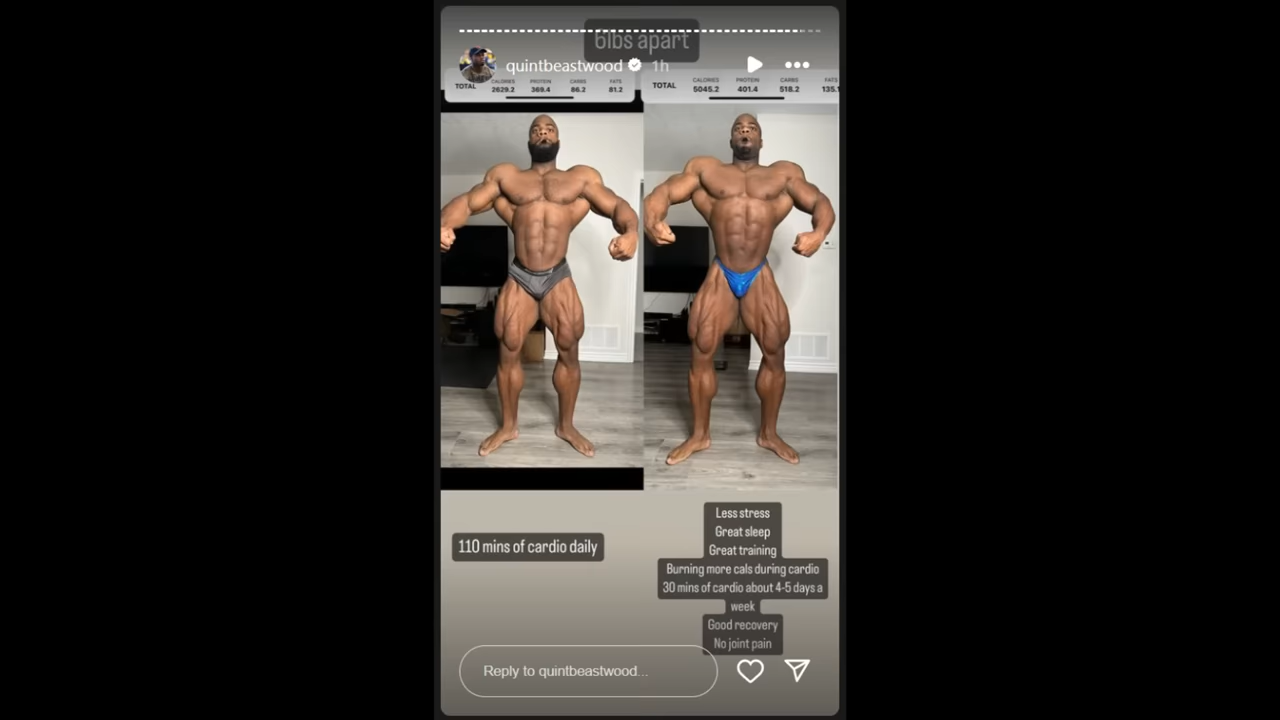 6lbs apart
quintbeastwood 1h
TOTAL CALORIES PROTEIN CARBS FATS
2629.2 369.4 86.2 81.2
TOTAL CALORIES PROTEIN CARBS FATS
5045.2 401.4 518.2 135.1
110 mins of cardio daily
Less stress
Great sleep
Great training
Burning more cals during cardio
30 mins of cardio about 4-5 days a
week
Good recovery
No joint pain
Reply to quintbeastwood...